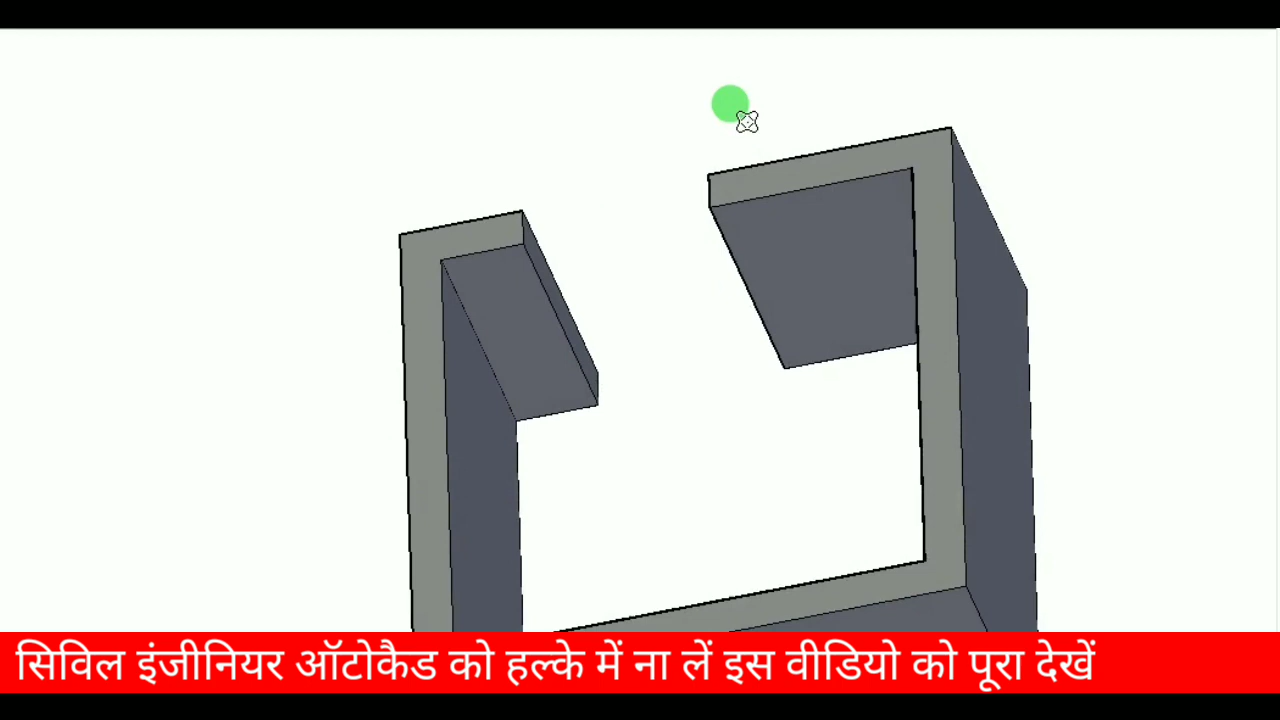 सिविल इंजीनियर ऑटोकैड को हल्के में ना लें इस वीडियो को पूरा देखें